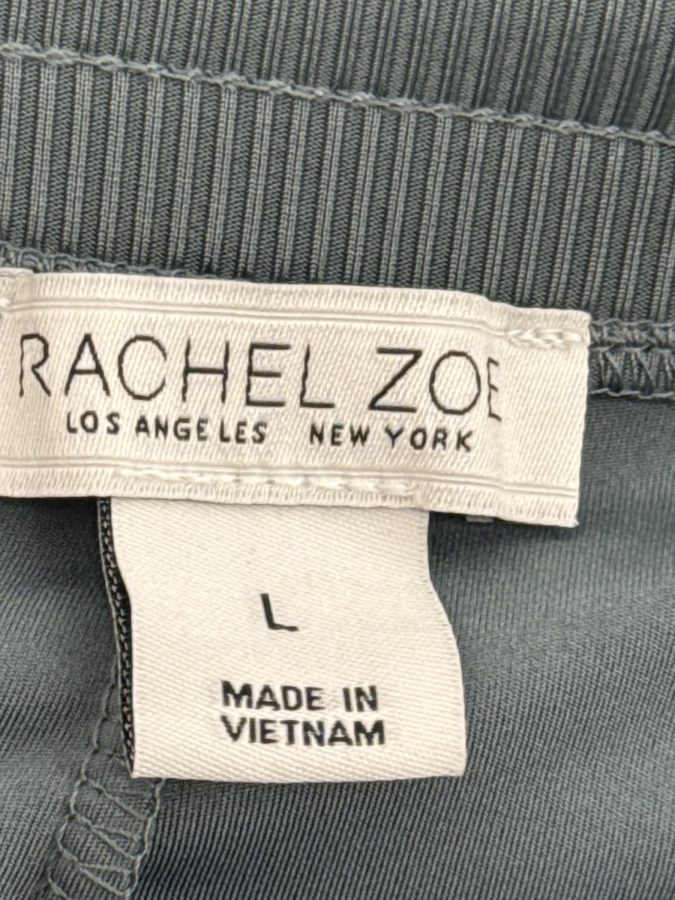 RACHEL ZOE
LOS ANGELES NEW YORK
L
MADE IN
VIETNAM